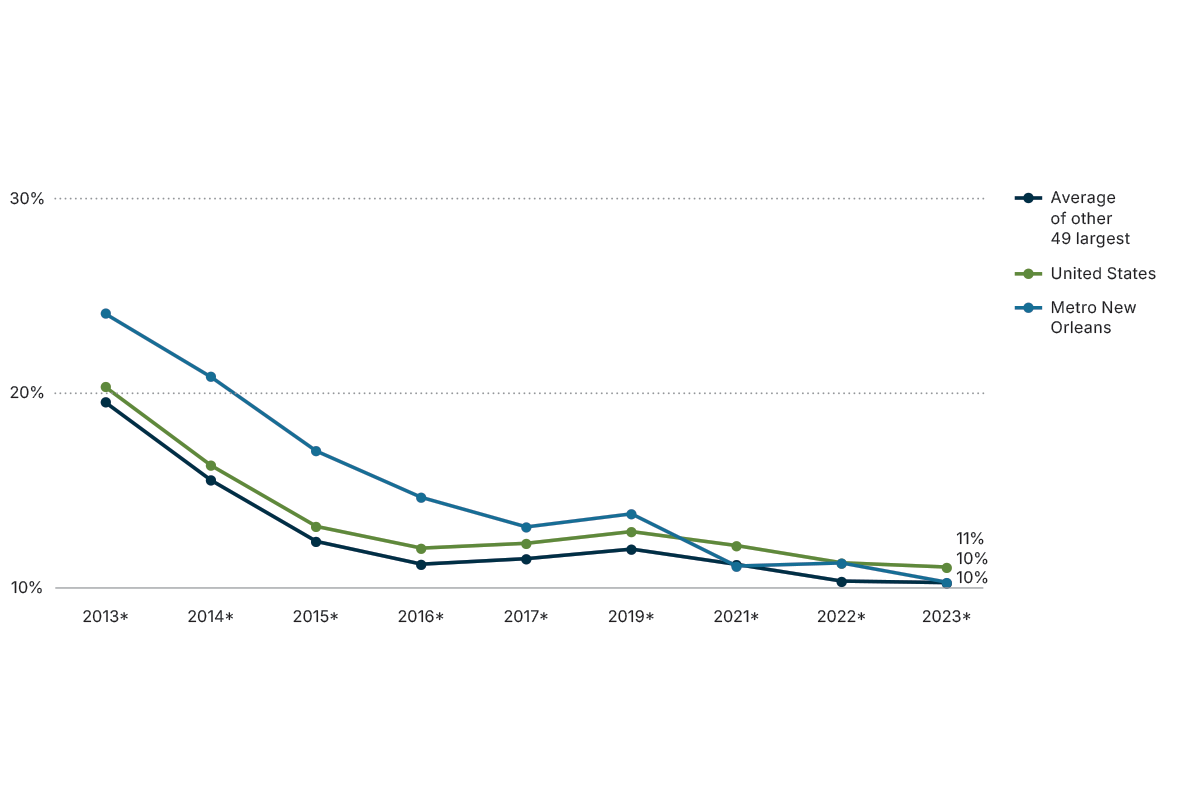 30%
20%
10%
11%
10%
10%
2013*
2014*
2015*
2016*
2017*
2019*
2021*
2022*
2023*
Average
of other
49 largest
United States
Metro New
Orleans